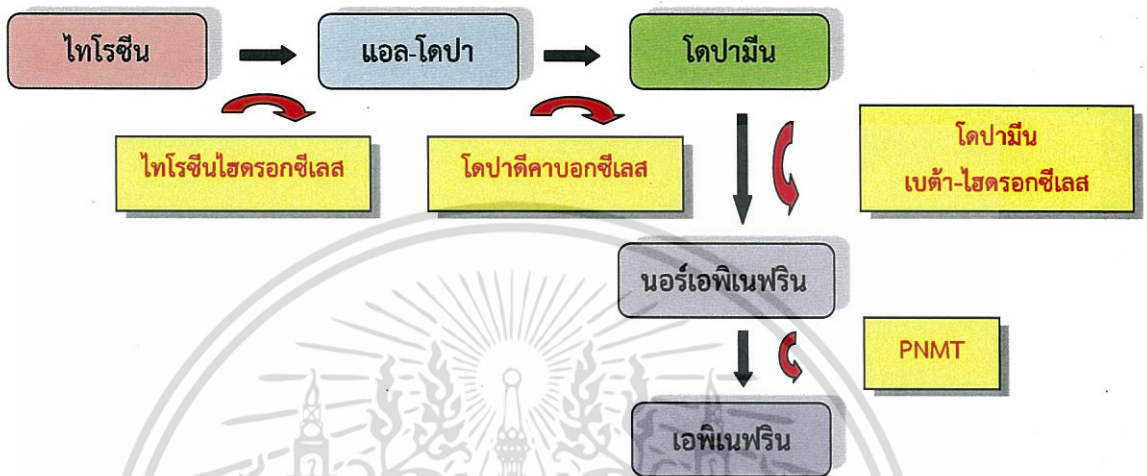 ไทโรซีน
แอล-โดปา
โดปามีน
ไทโรซีนไฮดรอกซีเลส
โดปาดีคาบอกซีเลส
โดปามีน
เบต้า-ไฮดรอกซีเลส
นอร์เอพิเนฟริน
PNMT
เอพิเนฟริน